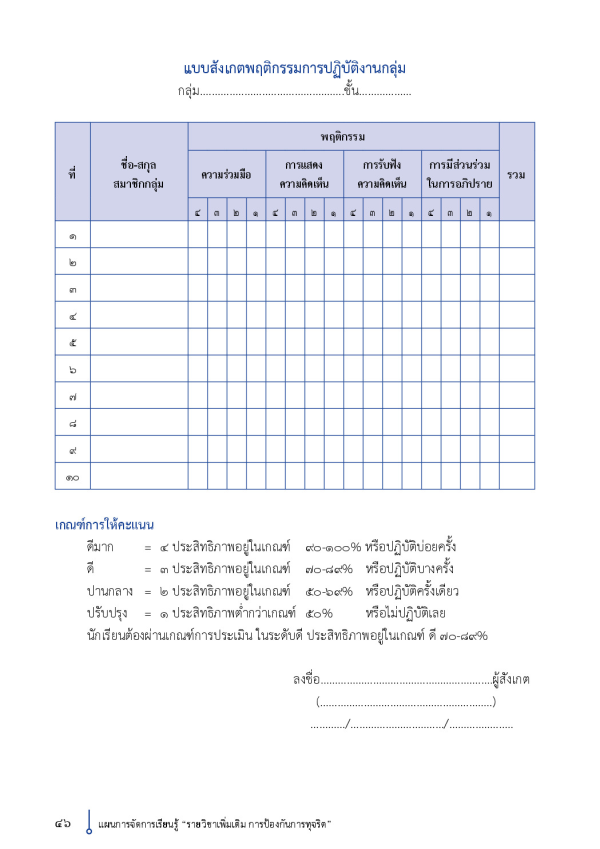 แบบสังเกตพฤติกรรมการปฏิบัติงานกลุ่ม
กลุ่ม.................................................ชั้น..................
พฤติกรรม
ที่ ชื่อ-สกุล สมาชิกกลุ่ม ความร่วมมือ การแสดง ความคิดเห็น การรับฟัง ความคิดเห็น การมีส่วนร่วม ในการอภิปราย รวม
๔ ๓ ๒ ๑ ๔ ๓ ๒ ๑ ๔ ๓ ๒ ๑ ๔ ๓ ๒ ๑
๑
๒
๓
๔
๕
๖
๗
๘
๙
๑๐
เกณฑ์การให้คะแนน
ดีมาก = ๔ ประสิทธิภาพอยู่ในเกณฑ์ ๙๐-๑๐๐% หรือปฏิบัติบ่อยครั้ง
ดี = ๓ ประสิทธิภาพอยู่ในเกณฑ์ ๗๐-๘๙% หรือปฏิบัติบางครั้ง
ปานกลาง = ๒ ประสิทธิภาพอยู่ในเกณฑ์ ๕๐-๖๙% หรือปฏิบัติครั้งเดียว
ปรับปรุง = ๑ ประสิทธิภาพต่ำกว่าเกณฑ์ ๕๐% หรือไม่ปฏิบัติเลย
นักเรียนต้องผ่านเกณฑ์การประเมิน ในระดับดี ประสิทธิภาพอยู่ในเกณฑ์ ดี ๗๐-๘๙%
ลงชื่อ...........................................................ผู้สังเกต
(............................................................)
............/................................/......................
๔๖ แผนการจัดการเรียนรู้ "รายวิชาเพิ่มเติม การป้องกันการทุจริต"